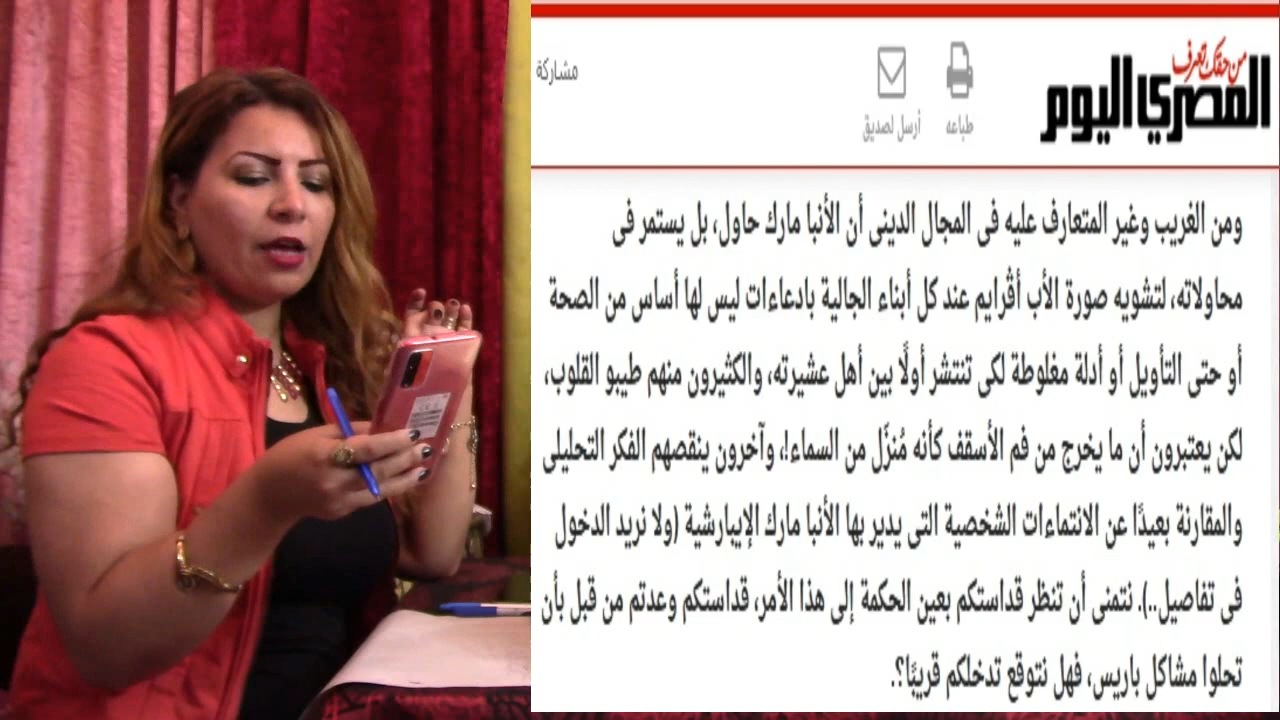 من حقك تعرف
المصري اليوم
طباعه
أرسل لصديق
مشاركة
ومن الغريب وغير المتعارف عليه فى المجال الدينى أن الأنبا مارك حاول، بل يستمر فى
محاولاته، لتشويه صورة الأب أڤرايم عند كل أبناء الجالية بادعاءات ليس لها أساس من الصحة
أو حتى التأويل أو أدلة مغلوطة لكى تنتشر أولًا بين أهل عشيرته، والكثيرون منهم طيبو القلوب،
لكن يعتبرون أن ما يخرج من فم الأسقف كأنه مُنزَل من السماء!، وآخرون ينقصهم الفكر التحليلى
والمقارنة بعيدًا عن الانتماءات الشخصية التى يدير بها الأنبا مارك الإيبارشية (ولا نريد الدخول
فى تفاصيل..). نتمنى أن تنظر قداستكم بعين الحكمة إلى هذا الأمر، قداستكم وعدتم من قبل بأن
تحلوا مشاكل باريس، فهل نتوقع تدخلكم قريبًا؟.